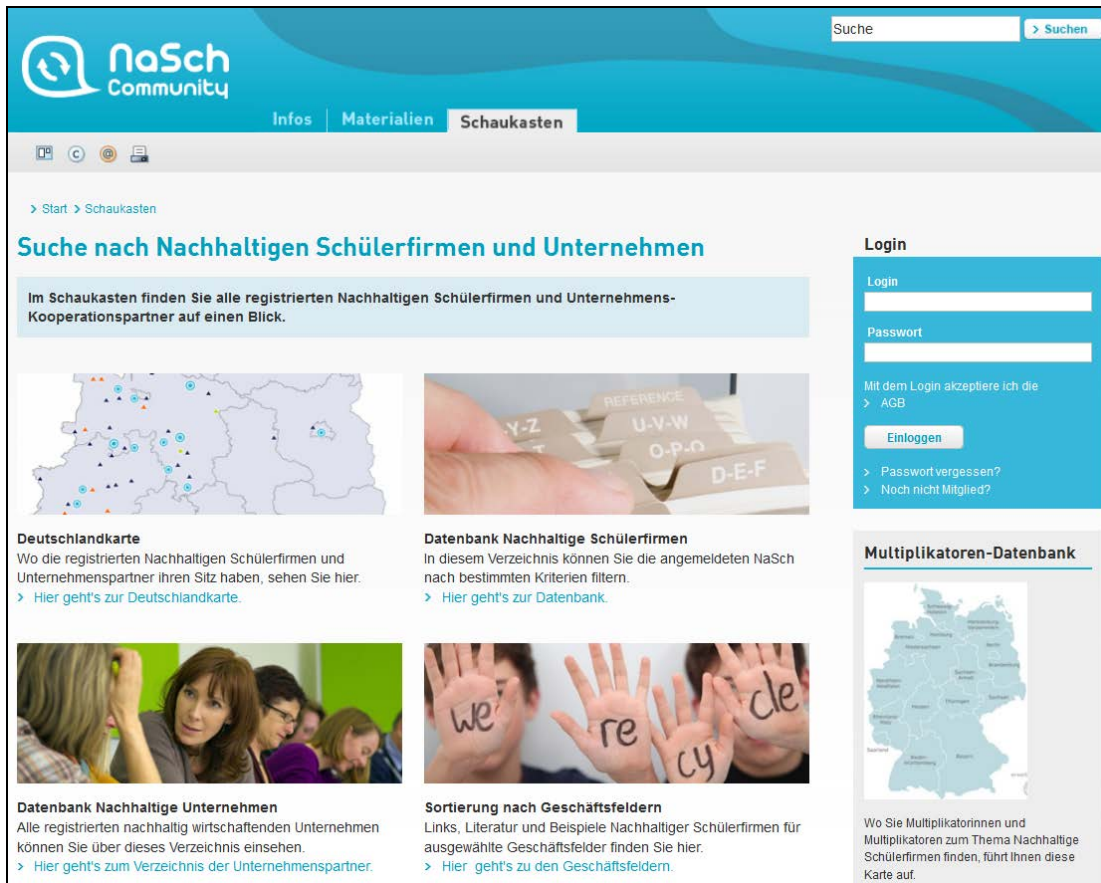 Suche
> Suchen
NaSch
Community
Infos
Materialien
Schaukasten
> Start > Schaukasten
Suche nach Nachhaltigen Schülerfirmen und Unternehmen
Im Schaukasten finden Sie alle registrierten Nachhaltigen Schülerfirmen und Unternehmens-
Kooperationspartner auf einen Blick.
REFERENCE
Y-Z
U-V-W
O-P-Q
D-E-F
Deutschlandkarte
Wo die registrierten Nachhaltigen Schülerfirmen und
Unternehmenspartner ihren Sitz haben, sehen Sie hier.
> Hier geht's zur Deutschlandkarte.
Datenbank Nachhaltige Schülerfirmen
In diesem Verzeichnis können Sie die angemeldeten NaSch
nach bestimmten Kriterien filtern.
> Hier geht's zur Datenbank.
we
re
cy
cle
Datenbank Nachhaltige Unternehmen
Alle registrierten nachhaltig wirtschaftenden Unternehmen
können Sie über dieses Verzeichnis einsehen.
> Hier geht's zum Verzeichnis der Unternehmenspartner.
Sortierung nach Geschäftsfeldern
Links, Literatur und Beispiele Nachhaltiger Schülerfirmen für
ausgewählte Geschäftsfelder finden Sie hier.
> Hier geht's zu den Geschäftsfeldern.
Login
Login
Passwort
Mit dem Login akzeptiere ich die
> AGB
Einloggen
> Passwort vergessen?
> Noch nicht Mitglied?
Multiplikatoren-Datenbank
Wo Sie Multiplikatorinnen und
Multiplikatoren zum Thema Nachhaltige
Schülerfirmen finden, führt Ihnen diese
Karte auf.